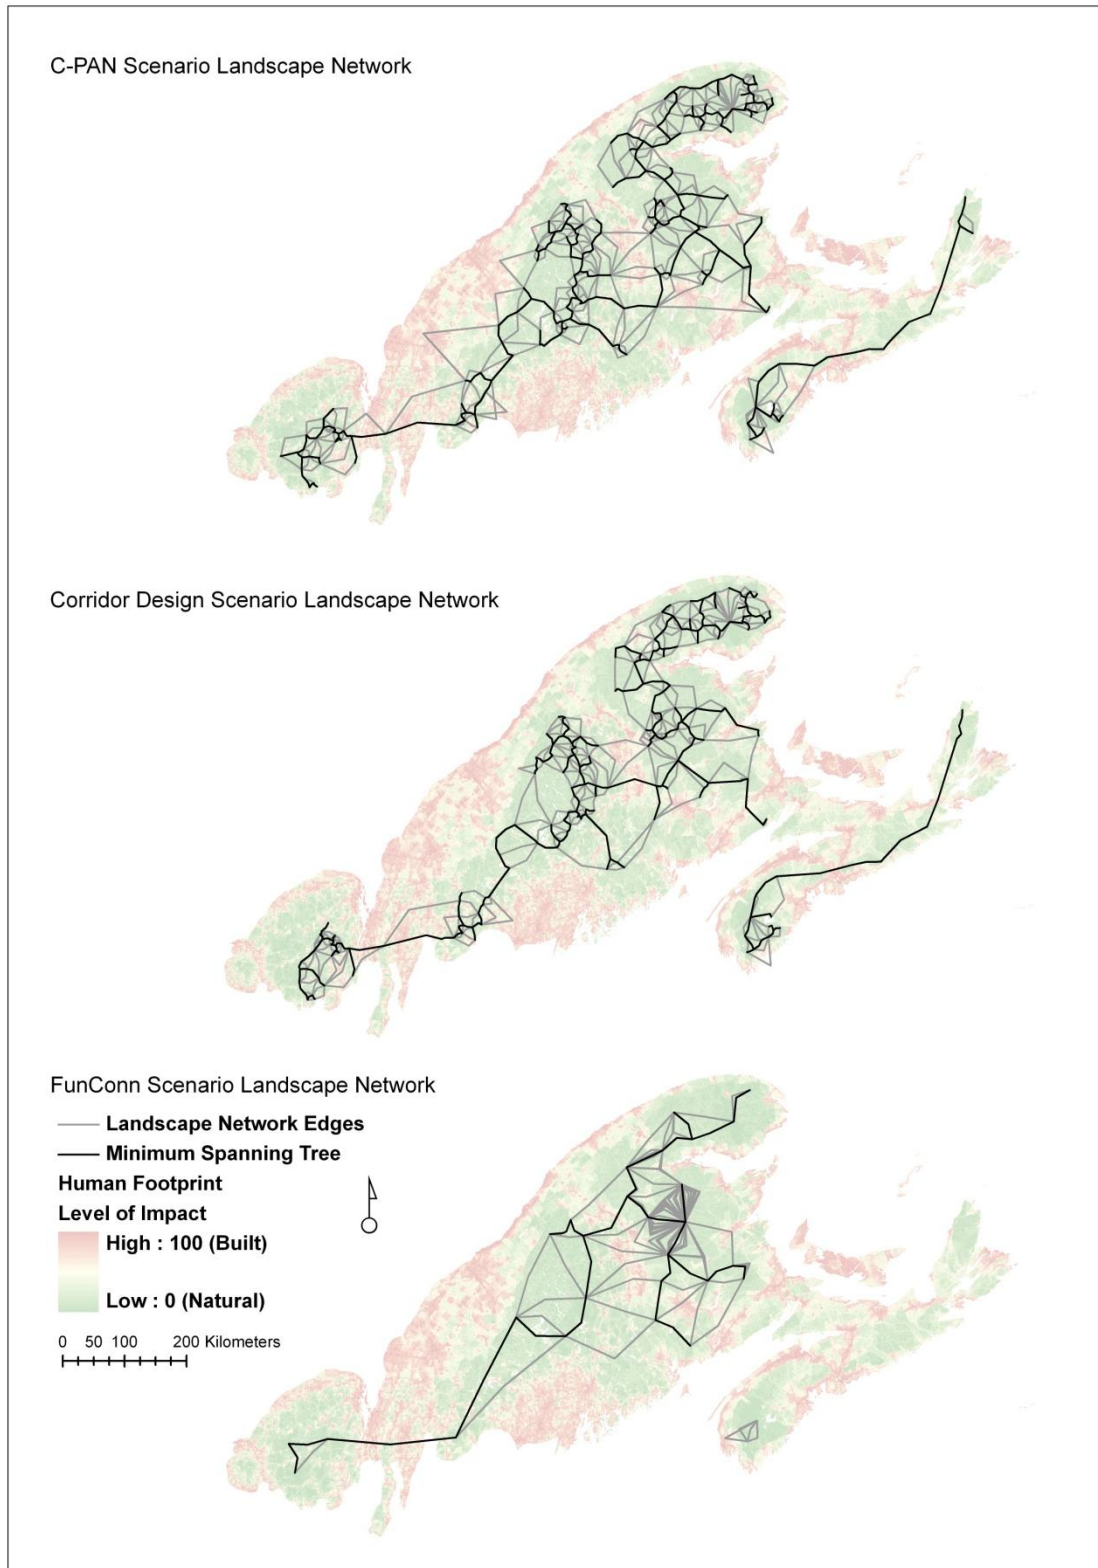 C-PAN Scenario Landscape Network
Corridor Design Scenario Landscape Network
FunConn Scenario Landscape Network
Landscape Network Edges
Minimum Spanning Tree
Human Footprint
Level of Impact
High : 100 (Built)
Low : 0 (Natural)
0 50 100 200 Kilometers